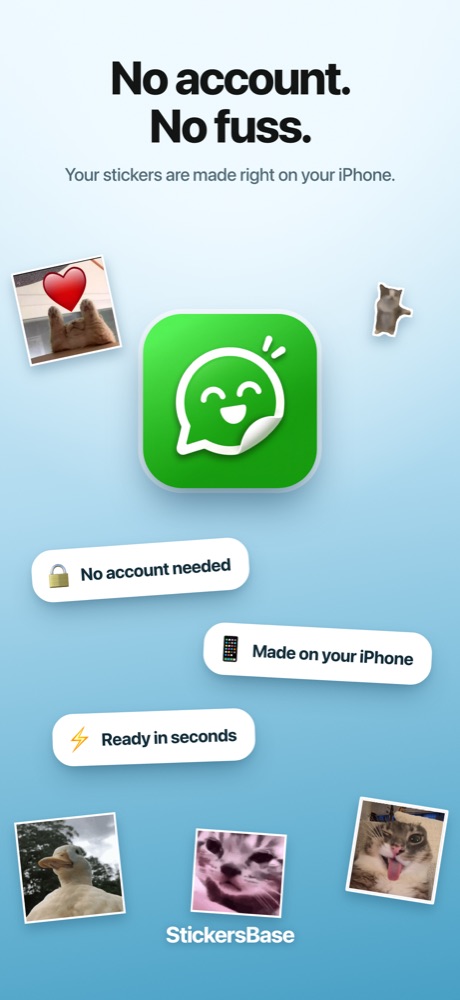 No account.
No fuss.
Your stickers are made right on your iPhone.
No account needed
Made on your iPhone
Ready in seconds
StickersBase